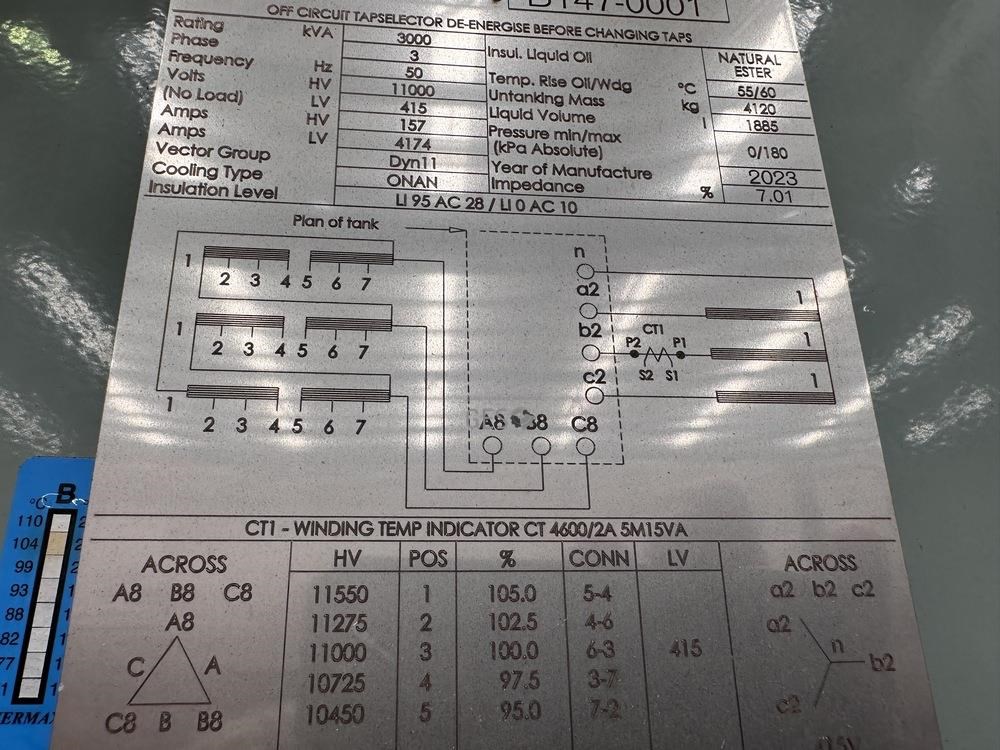 B147-0001
OFF CIRCUIT TAPSELECTOR DE-ENERGISE BEFORE CHANGING TAPS
Rating kVA 3000 Insul. Liquid Oil NATURAL ESTER
Phase 3
Frequency Hz 50 Temp. Rise Oil/Wdg °C 55/60
Volts HV 11000 Untanking Mass kg 4120
(No Load) LV 415 Liquid Volume l 1885
Amps HV 157 Pressure min/max
Amps LV 4174 (kPa Absolute) 0/180
Vector Group Dyn11 Year of Manufacture 2023
Cooling Type ONAN Impedance % 7.01
Insulation Level LI 95 AC 28 / LI 0 AC 10
Plan of tank
n
1 2 3 4 5 6 7
a2 1
1 2 3 4 5 6 7
b2 P2 CT1 P1 1
S2 S1
c2 1
1 2 3 4 5 6 7
A8 B8 C8
CT1 - WINDING TEMP INDICATOR CT 4600/2A 5M15VA
ACROSS HV POS % CONN LV ACROSS
A8 B8 C8 11550 1 105.0 5-4 a2 b2 c2
A8 11275 2 102.5 4-6 a2
11000 3 100.0 6-3 415 n
C A 10725 4 97.5 3-7 b2
C8 B B8 10450 5 95.0 7-2 c2
°C B
110
104
99
93
88
82